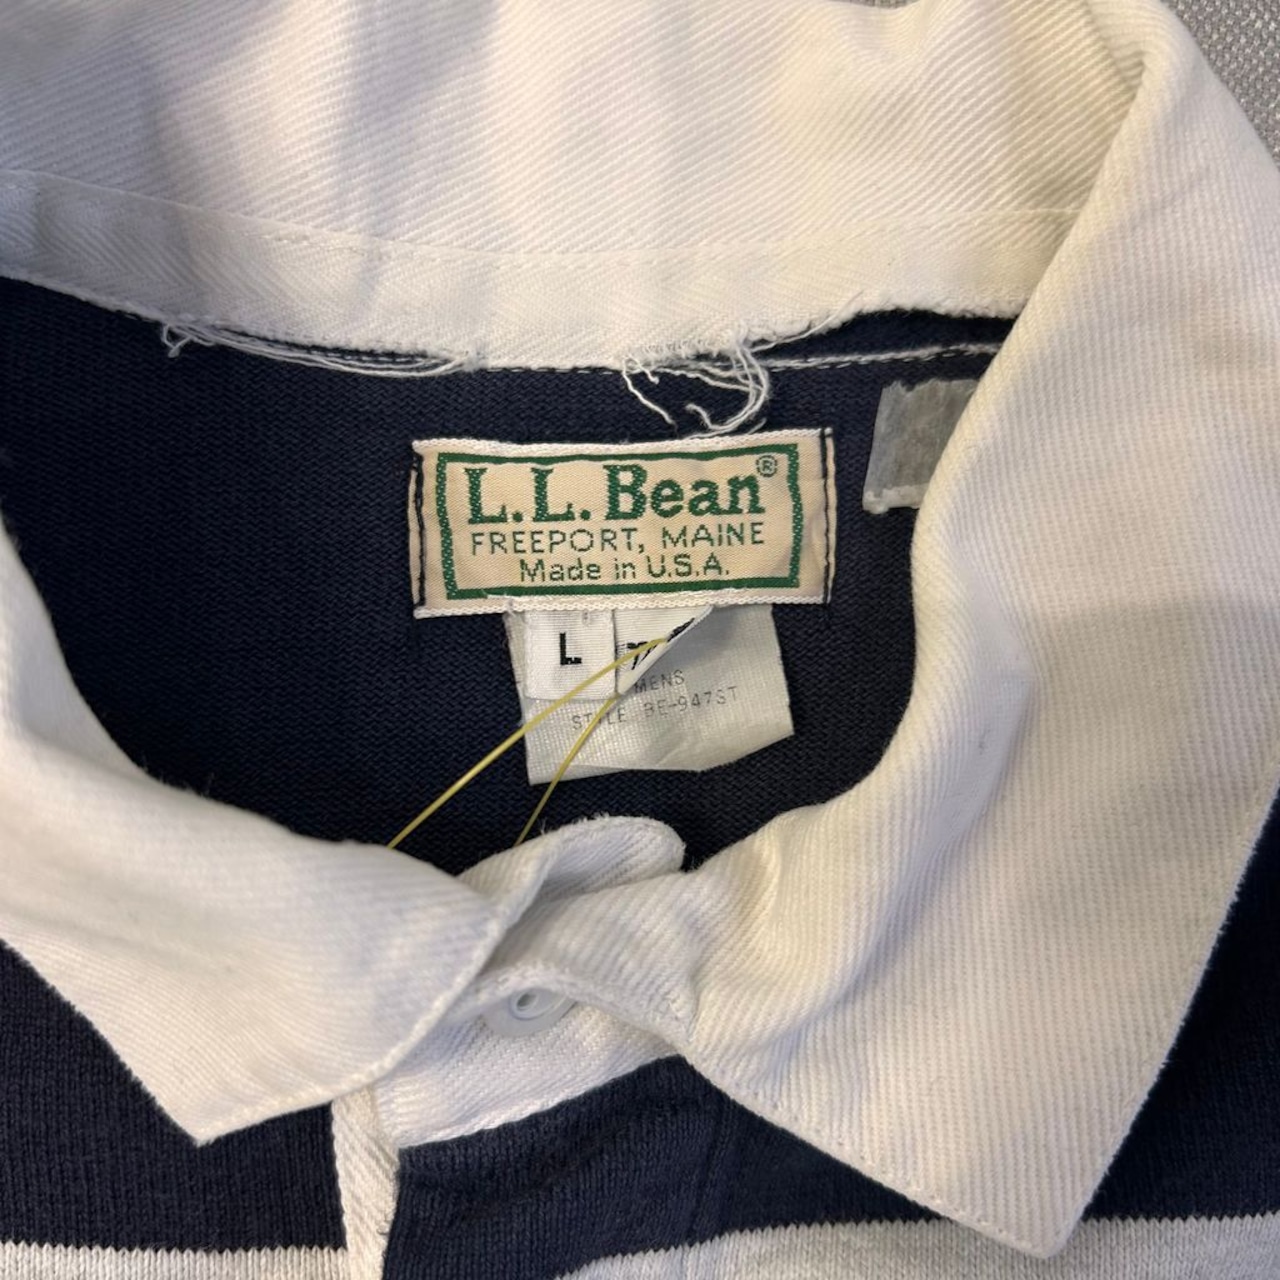 L.L.Bean®
FREEPORT, MAINE
Made in U.S.A.
L
MENS
STYLE BE-947ST